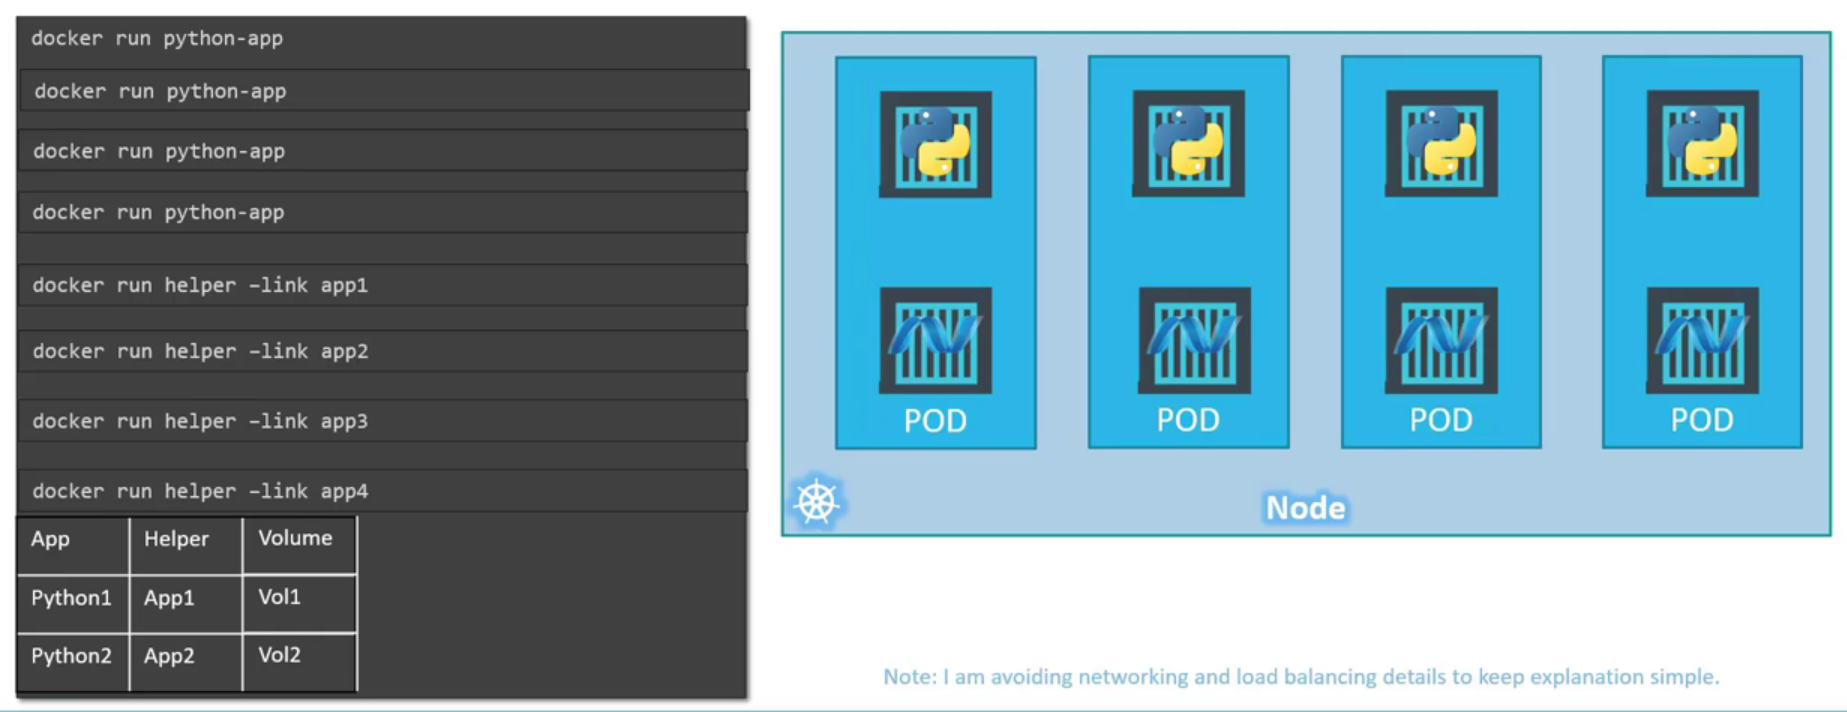 docker run python-app
docker run python-app
docker run python-app
docker run python-app
docker run helper –link app1
docker run helper –link app2
docker run helper –link app3
docker run helper –link app4
App Helper Volume
Python1 App1 Vol1
Python2 App2 Vol2
POD POD POD POD
Node
Note: I am avoiding networking and load balancing details to keep explanation simple.